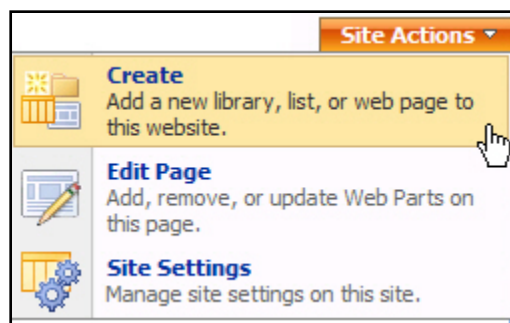 Site Actions
Create
Add a new library, list, or web page to
this website.
Edit Page
Add, remove, or update Web Parts on
this page.
Site Settings
Manage site settings on this site.